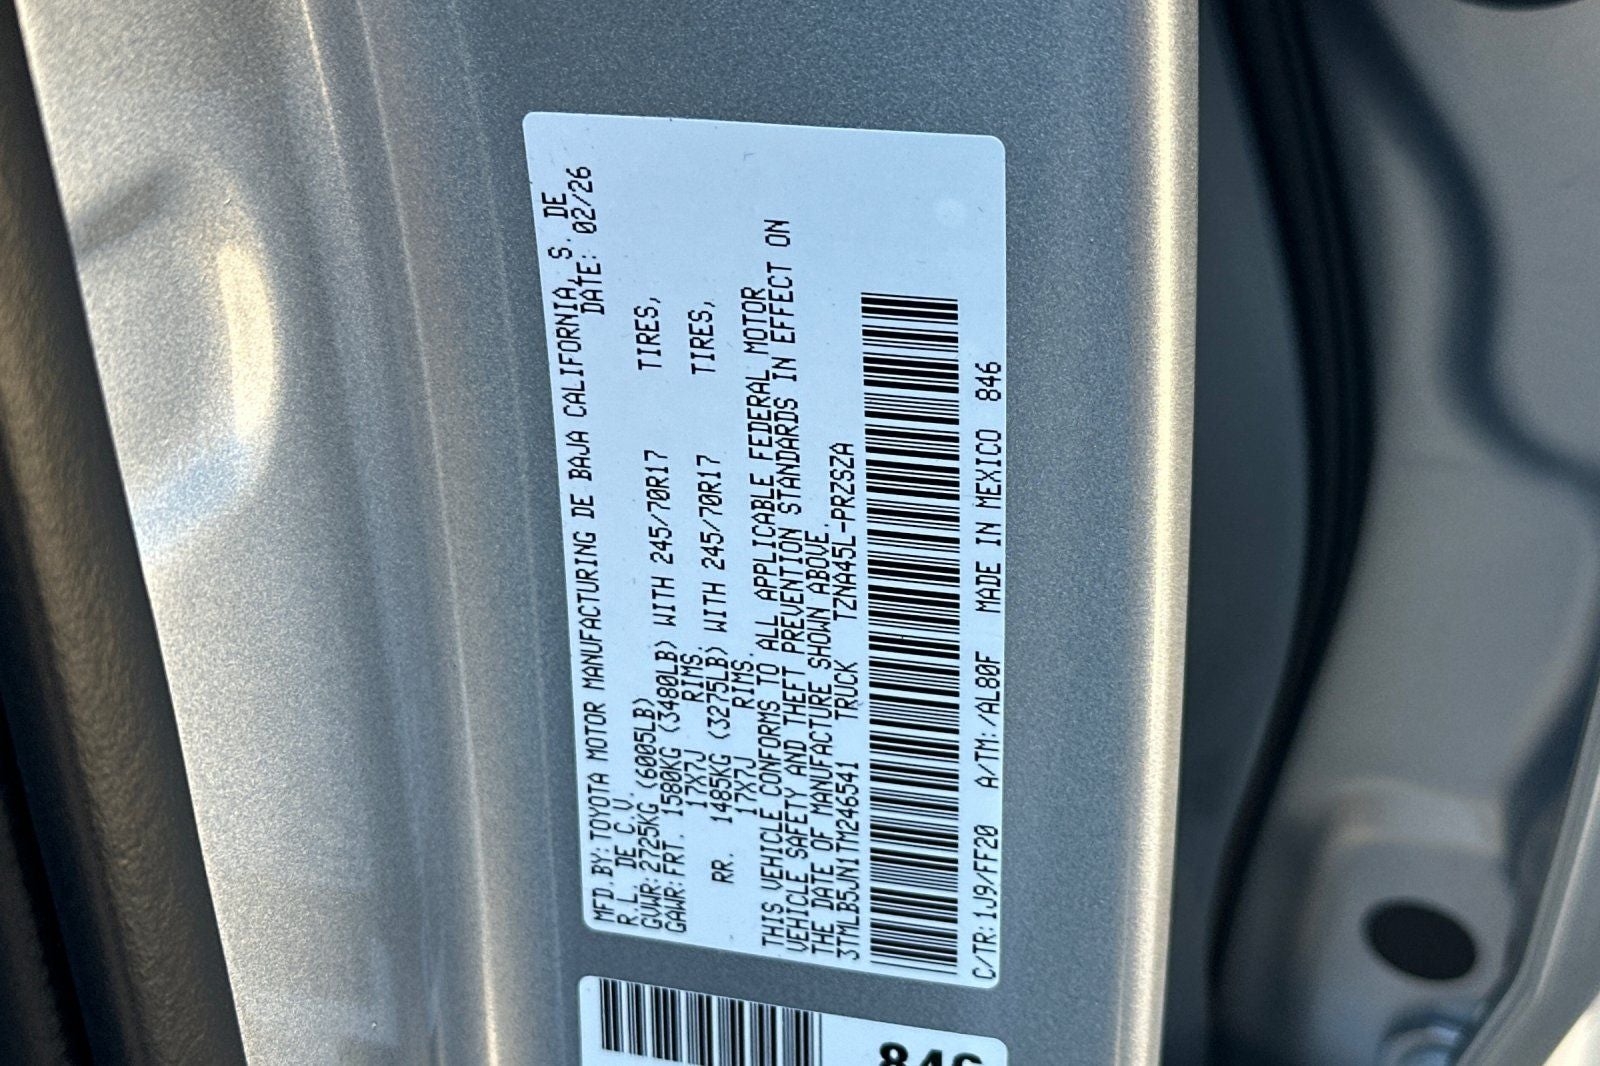 MFD.BY:TOYOTA MOTOR MANUFACTURING DE BAJA CALIFORNIA, S. DE
R.L. DE C.V. DATE: 02/26
GVWR:2725KG (6005LB)
GAWR:FRT. 1580KG (3480LB) WITH 245/70R17 TIRES,
17X7J RIMS.
RR. 1485KG (3275LB) WITH 245/70R17 TIRES,
17X7J RIMS.
THIS VEHICLE CONFORMS TO ALL APPLICABLE FEDERAL MOTOR
VEHICLE SAFETY AND THEFT PREVENTION STANDARDS IN EFFECT ON
THE DATE OF MANUFACTURE SHOWN ABOVE.
3TMLB5JN1TM246541 TRUCK TZNA45L-PRZSZA
C/TR:1J9/FF20 A/TM:/AL80F MADE IN MEXICO 846
846